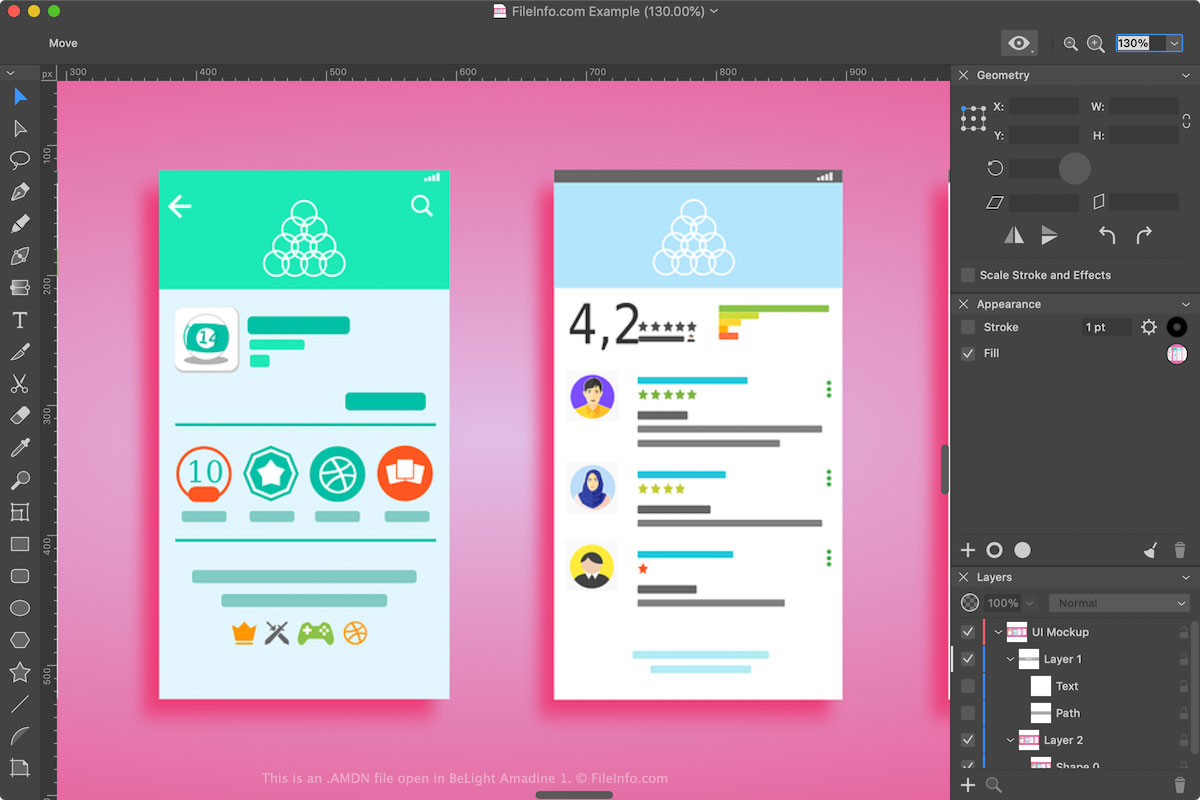 FileInfo.com Example (130.00%)
Move
130%
px 300 400 500 600 700 800 900
Geometry
X: W:
Y: H:
Scale Stroke and Effects
Appearance
Stroke 1 pt
Fill
Layers
100% Normal
UI Mockup
Layer 1
Text
Path
Layer 2
Shape 0
100
200
300
400
500
T
14
10
4,2
This is an .AMDN file open in BeLight Amadine 1. © FileInfo.com